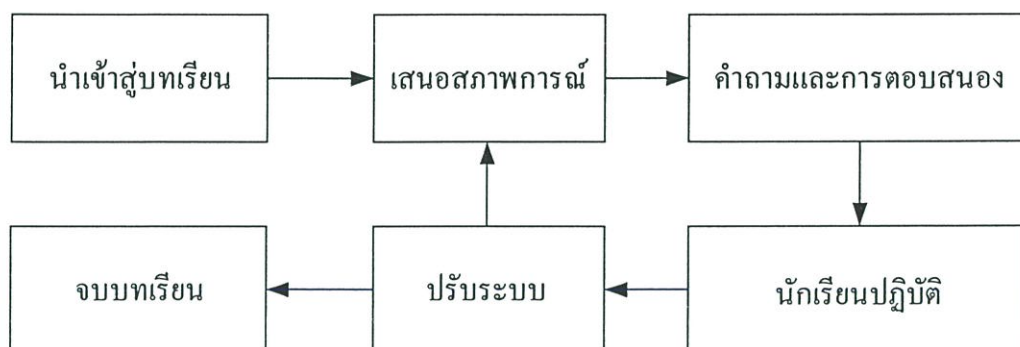 นำเข้าสู่บทเรียน
เสนอสภาพการณ์
คำถามและการตอบสนอง
จบบทเรียน
ปรับระบบ
นักเรียนปฏิบัติ